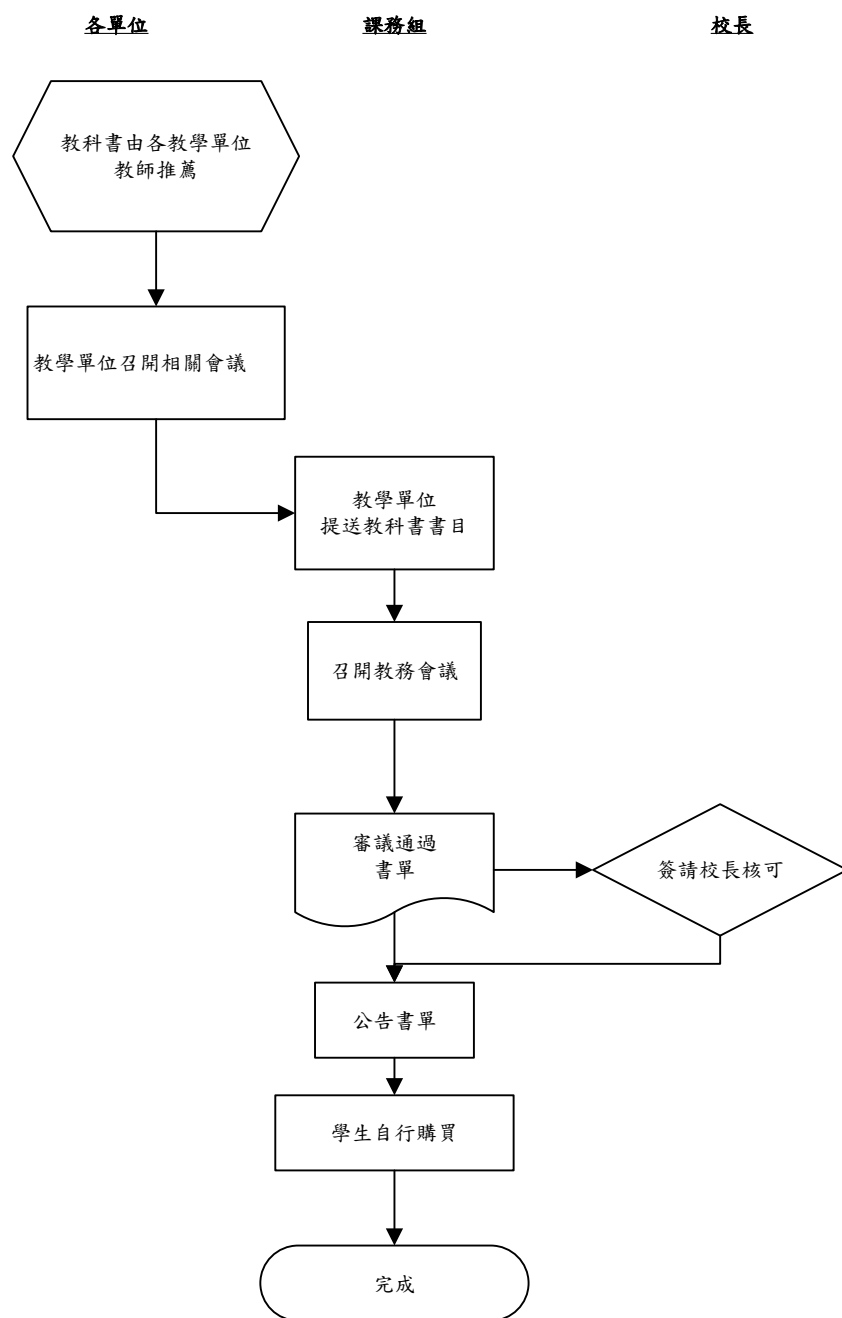 各單位
課務組
校長
教科書由各教學單位
教師推薦
教學單位召開相關會議
教學單位
提送教科書書目
召開教務會議
審議通過
書單
簽請校長核可
公告書單
學生自行購買
完成